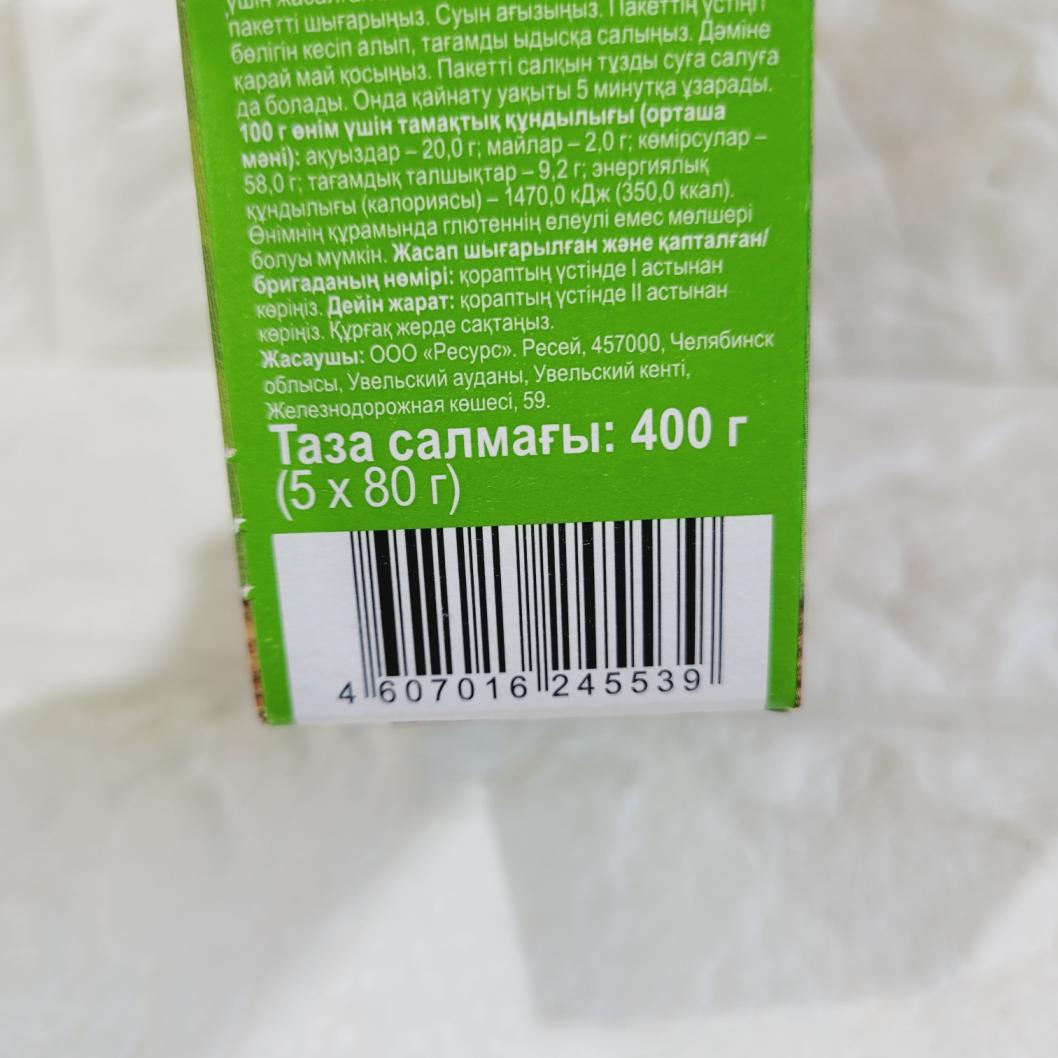 пакетті шығарыңыз. Суын ағызыңыз. Пакеттің үстіңгі
бөлігін кесіп алып, тағамды ыдысқа салыңыз. Дәміне
қарай май қосыңыз. Пакетті салқын тұзды суға салуға
да болады. Онда қайнату уақыты 5 минутқа ұзарады.
100 г өнім үшін тамақтық құндылығы (орташа
мәні): ақуыздар – 20,0 г; майлар – 2,0 г; көмірсулар –
58,0 г; тағамдық талшықтар – 9,2 г; энергиялық
құндылығы (калориясы) – 1470,0 кДж (350,0 ккал).
Өнімнің құрамында глютеннің елеулі емес мөлшері
болуы мүмкін. Жасап шығарылған және қапталған/
бригаданың нөмірі: қораптың үстінде I астынан
көріңіз. Дейін жарат: қораптың үстінде II астынан
көріңіз. Құрғақ жерде сақтаңыз.
Жасаушы: ООО «Ресурс». Ресей, 457000, Челябинск
облысы, Увельский ауданы, Увельский кенті,
Железнодорожная көшесі, 59.
Таза салмағы: 400 г
(5 x 80 г)
4 607016 245539